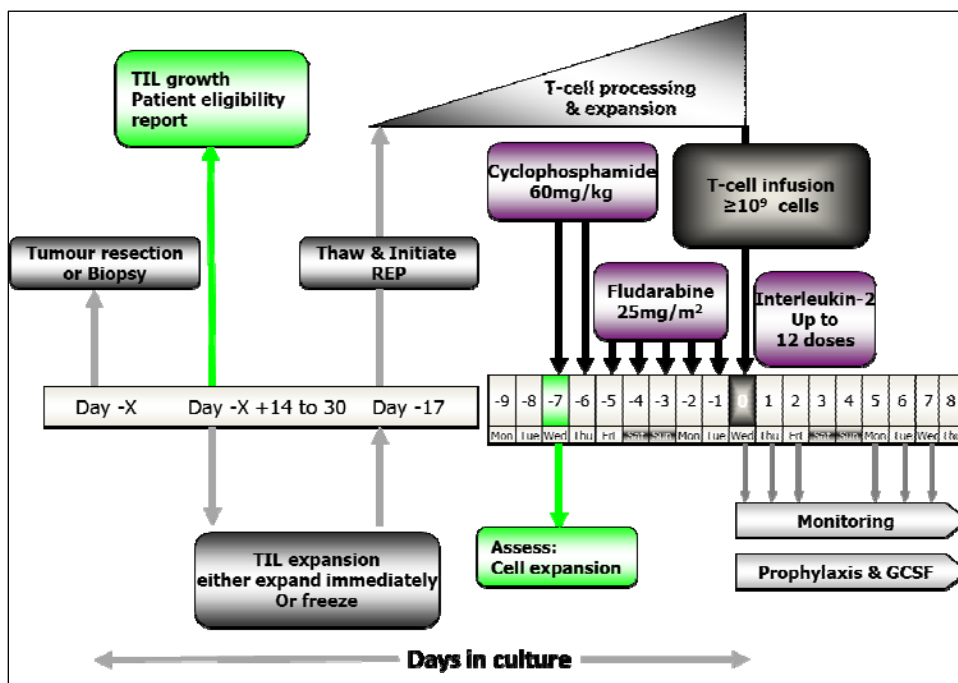 TIL growth
Patient eligibility
report
T-cell processing
& expansion
Cyclophosphamide
60mg/kg
T-cell infusion
≥10⁹ cells
Tumour resection
or Biopsy
Thaw & Initiate
REP
Fludarabine
25mg/m²
Interleukin-2
Up to
12 doses
Day -X
Day -X +14 to 30
Day -17
-9 -8 -7 -6 -5 -4 -3 -2 -1 0 1 2 3 4 5 6 7 8
Mon Tue Wed Thu Fri Sat Sun Mon Tue Wed Thu Fri Sat Sun Mon Tue Wed Thu
TIL expansion
either expand immediately
Or freeze
Assess:
Cell expansion
Monitoring
Prophylaxis & GCSF
Days in culture